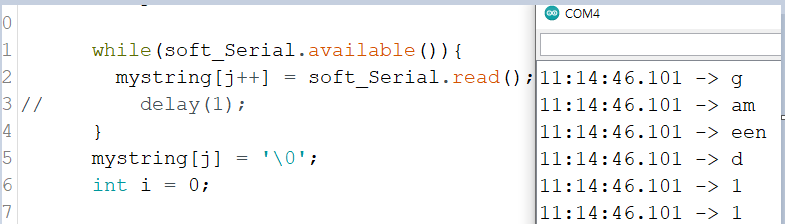 COM4
0
1 while(soft_Serial.available()){
2 mystring[j++] = soft_Serial.read();
3 // delay(1);
4 }
5 mystring[j] = '\0';
6 int i = 0;
7
11:14:46.101 -> g
11:14:46.101 -> am
11:14:46.101 -> een
11:14:46.101 -> d
11:14:46.101 -> 1
11:14:46.101 -> 1